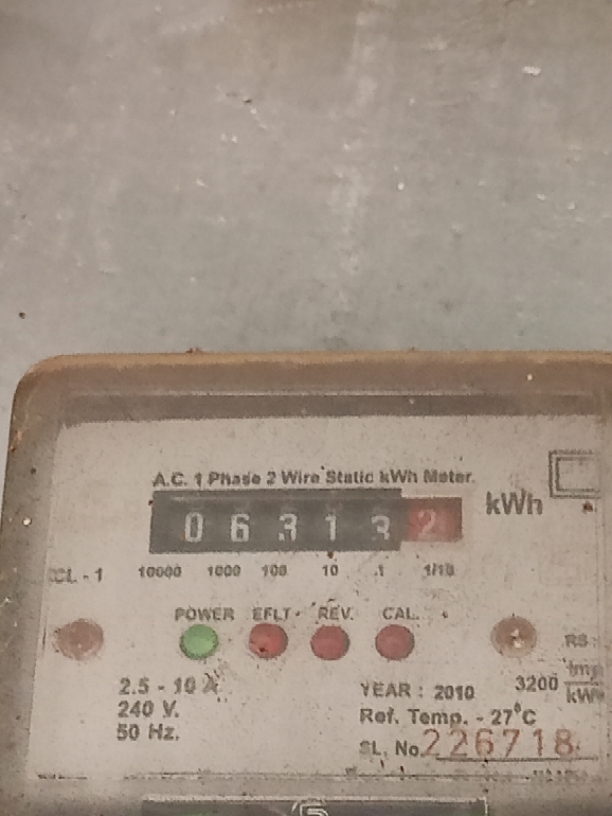 A.C. 1 Phase 2 Wire Static kWh Meter.
0 6 3 1 3 2 kWh
CL - 1 10000 1000 100 10 .1 1/10
POWER EFLT REV. CAL.
2.5 - 10 A
240 V.
50 Hz.
YEAR : 2010
3200 imp/kWh
Ref. Temp. - 27°C
SL. No. 226718